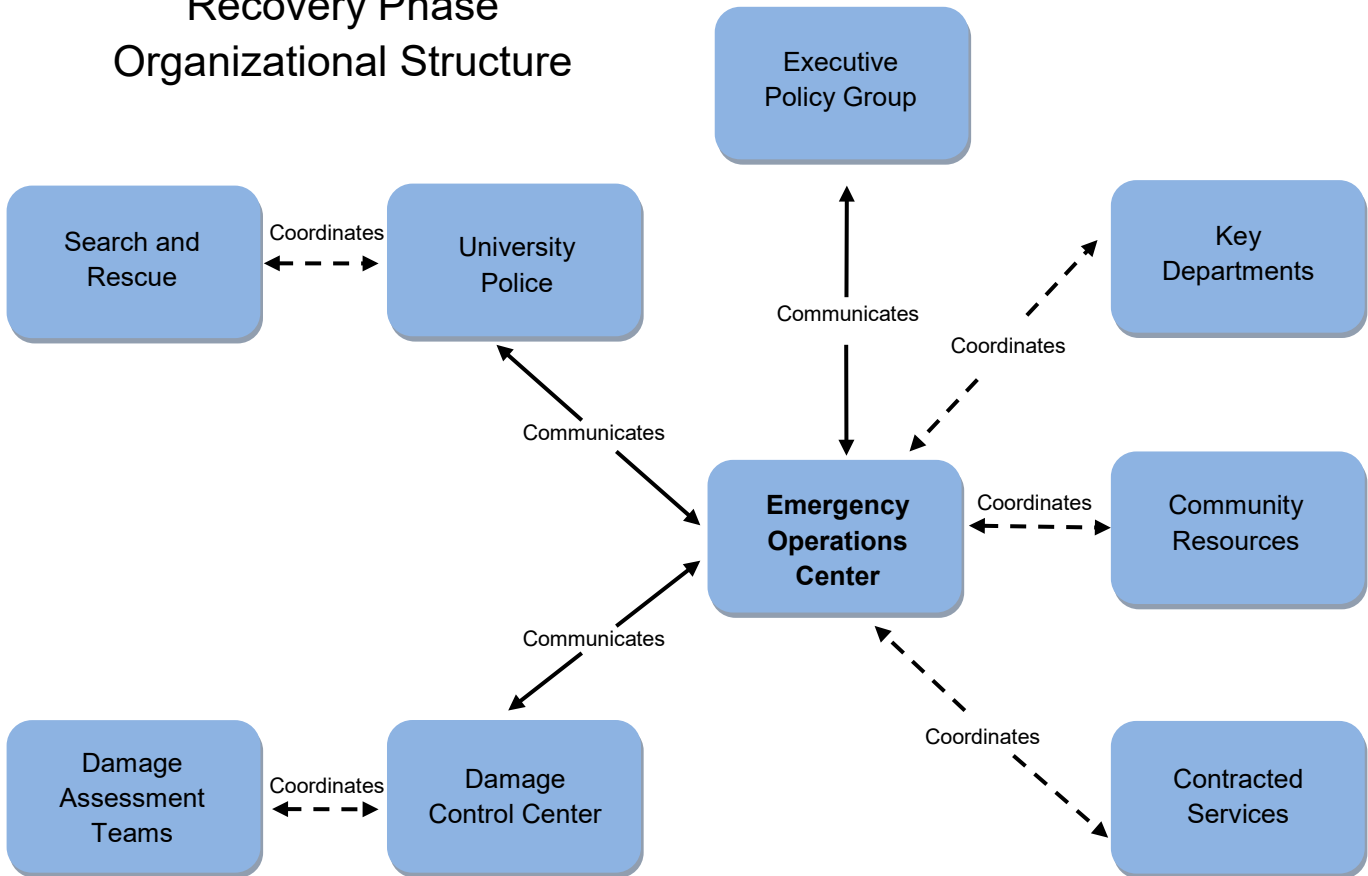 Recovery Phase
Organizational Structure
Executive
Policy Group
Search and
Rescue
Coordinates
University
Police
Key
Departments
Communicates
Coordinates
Communicates
Emergency
Operations
Center
Coordinates
Community
Resources
Communicates
Coordinates
Damage
Assessment
Teams
Coordinates
Damage
Control Center
Contracted
Services